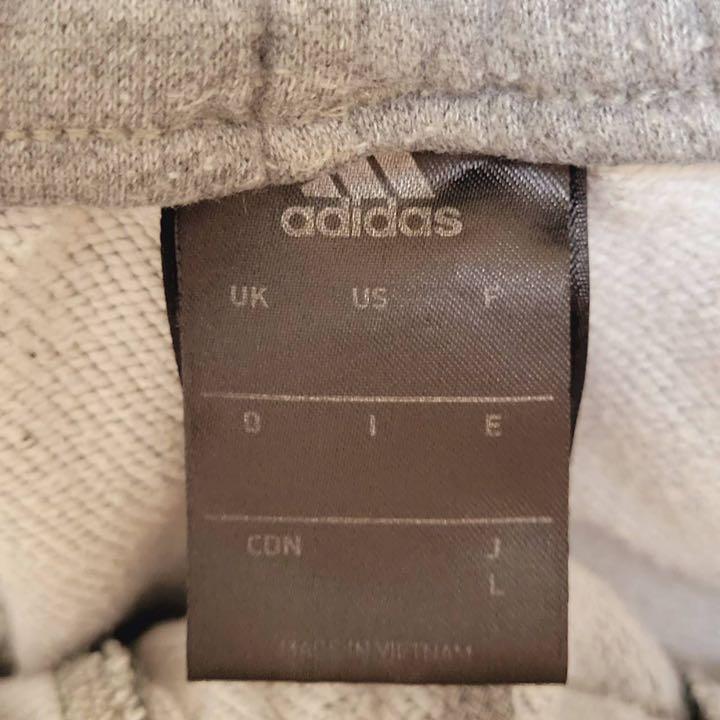 adidas
UK US F
D I E
CDN J
L
MADE IN VIETNAM